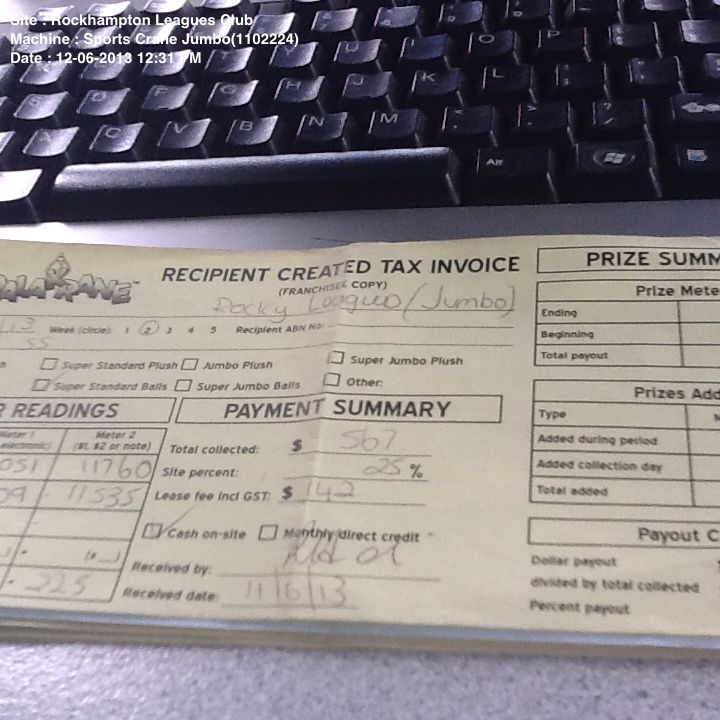 Site : Rockhampton Leagues Club
Machine : Sports Crane Jumbo(1102224)
Date : 12-06-2013 12:31 PM
O P
G H J K L
C V B N M
Alt
RECIPIENT CREATED TAX INVOICE
(FRANCHISEE COPY)
Rocky Leagues (Jumbo)
Week (circle): 1 2 3 4 5 Recipient ABN No:
55
Super Standard Plush Jumbo Plush Super Jumbo Plush
Super Standard Balls Super Jumbo Balls Other:
READINGS
Meter 1 Meter 2
($1, $2 or note)
051 11760
09 - 11535
225
PAYMENT SUMMARY
Total collected: $ 567
Site percent: 25 %
Lease fee incl GST: $ 142
Cash on-site Monthly direct credit
Received by:
Received date: 11/6/13
PRIZE SUMM
Prize Mete
Ending
Beginning
Total payout
Prizes Add
Type
Added during period
Added collection day
Total added
Payout C
Dollar payout
divided by total collected
Percent payout